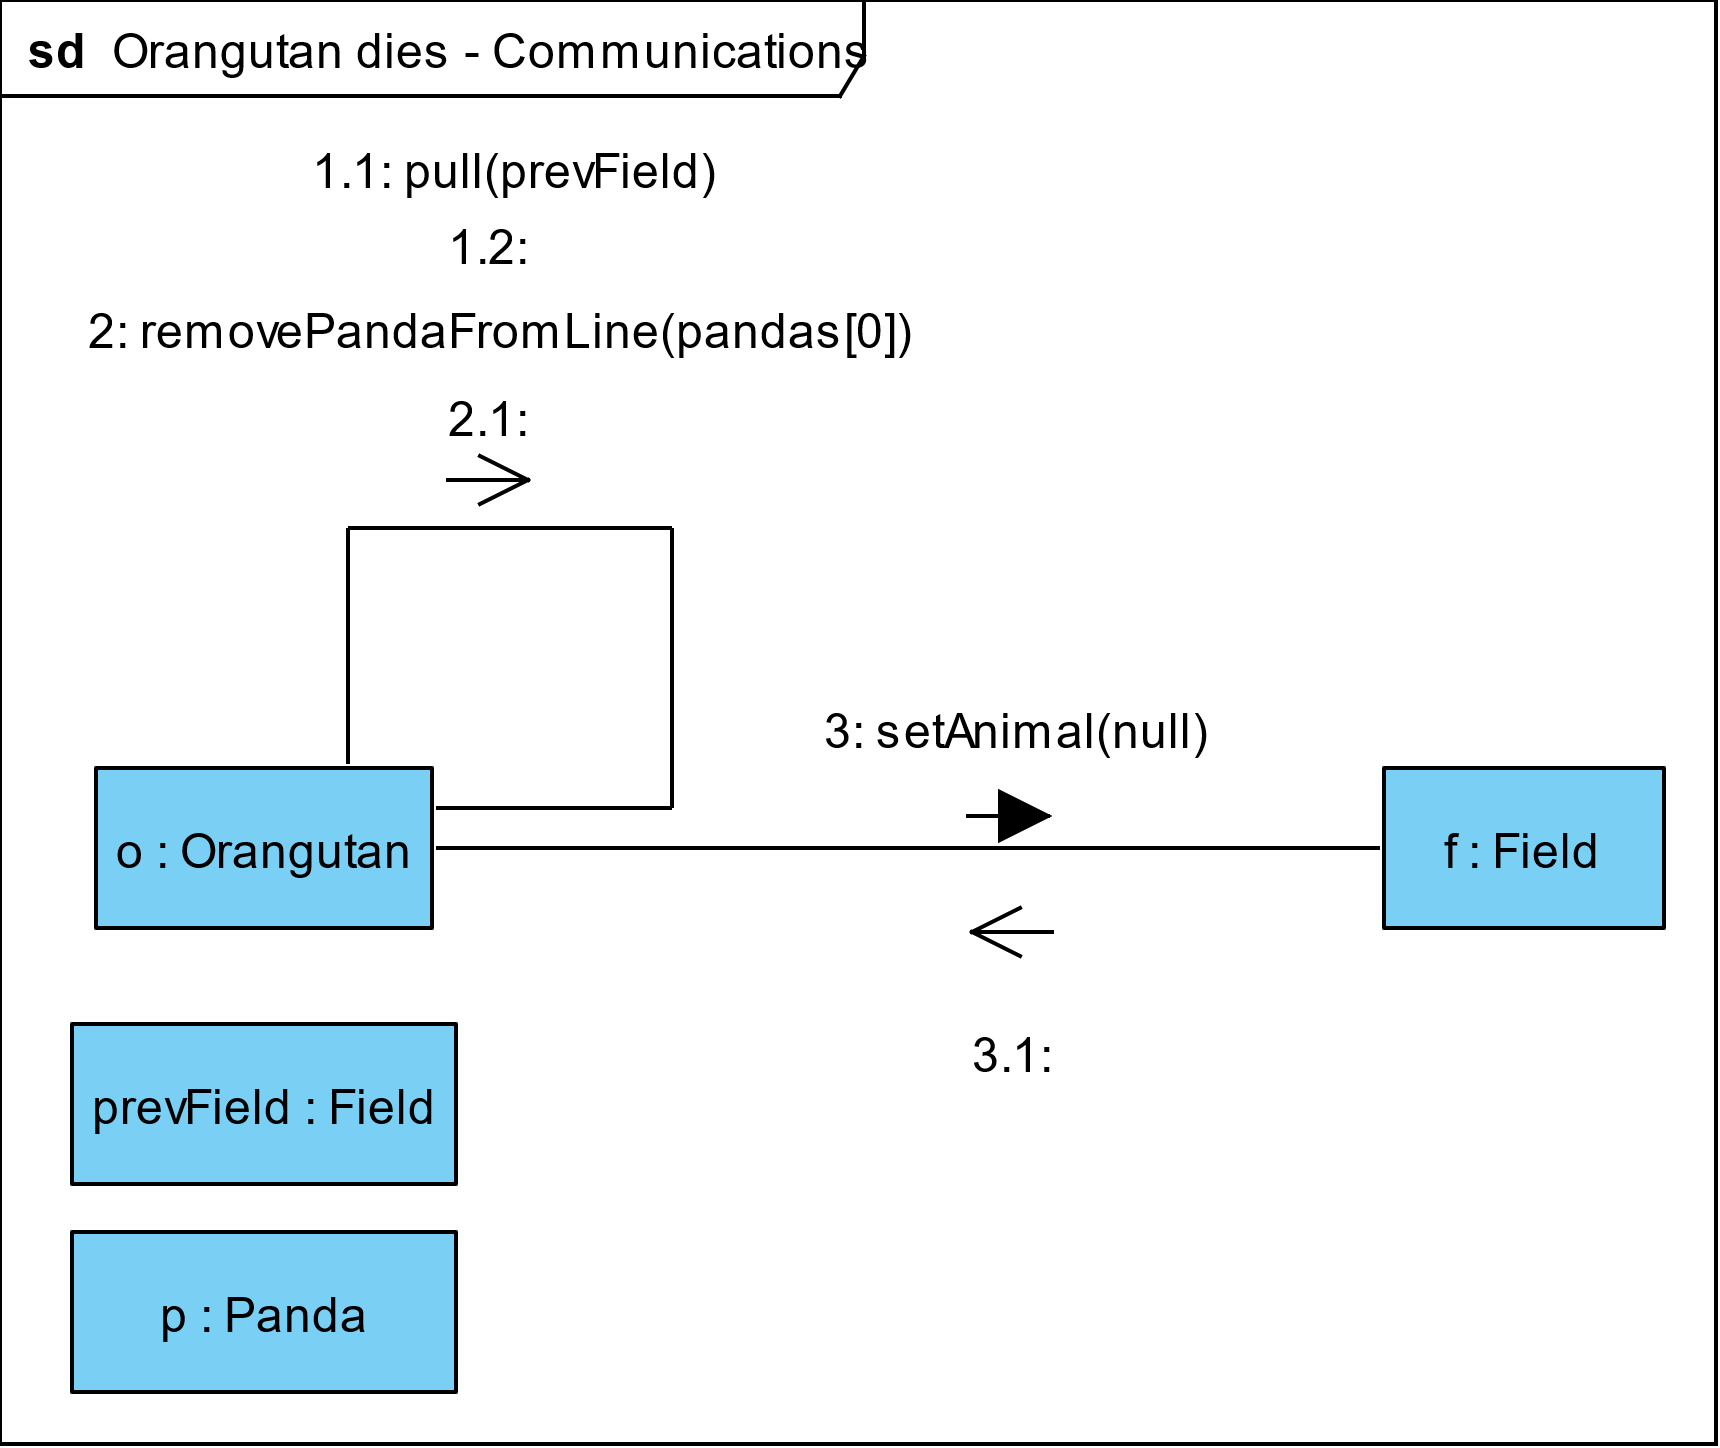 sd Orangutan dies - Communications
1.1: pull(prevField)
1.2:
2: removePandaFromLine(pandas[0])
2.1:
3: setAnimal(null)
o : Orangutan
f : Field
3.1:
prevField : Field
p : Panda